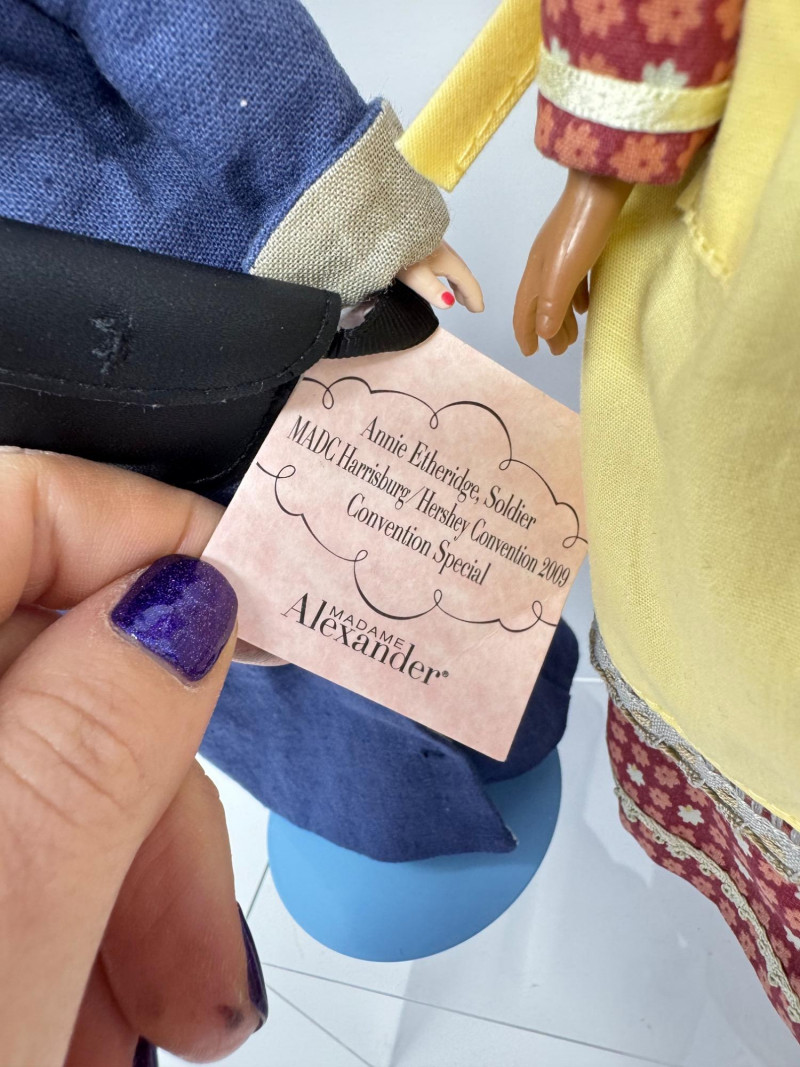 Annie Etheridge, Soldier
MADC Harrisburg/Hershey Convention 2009
Convention Special
MADAME
Alexander®